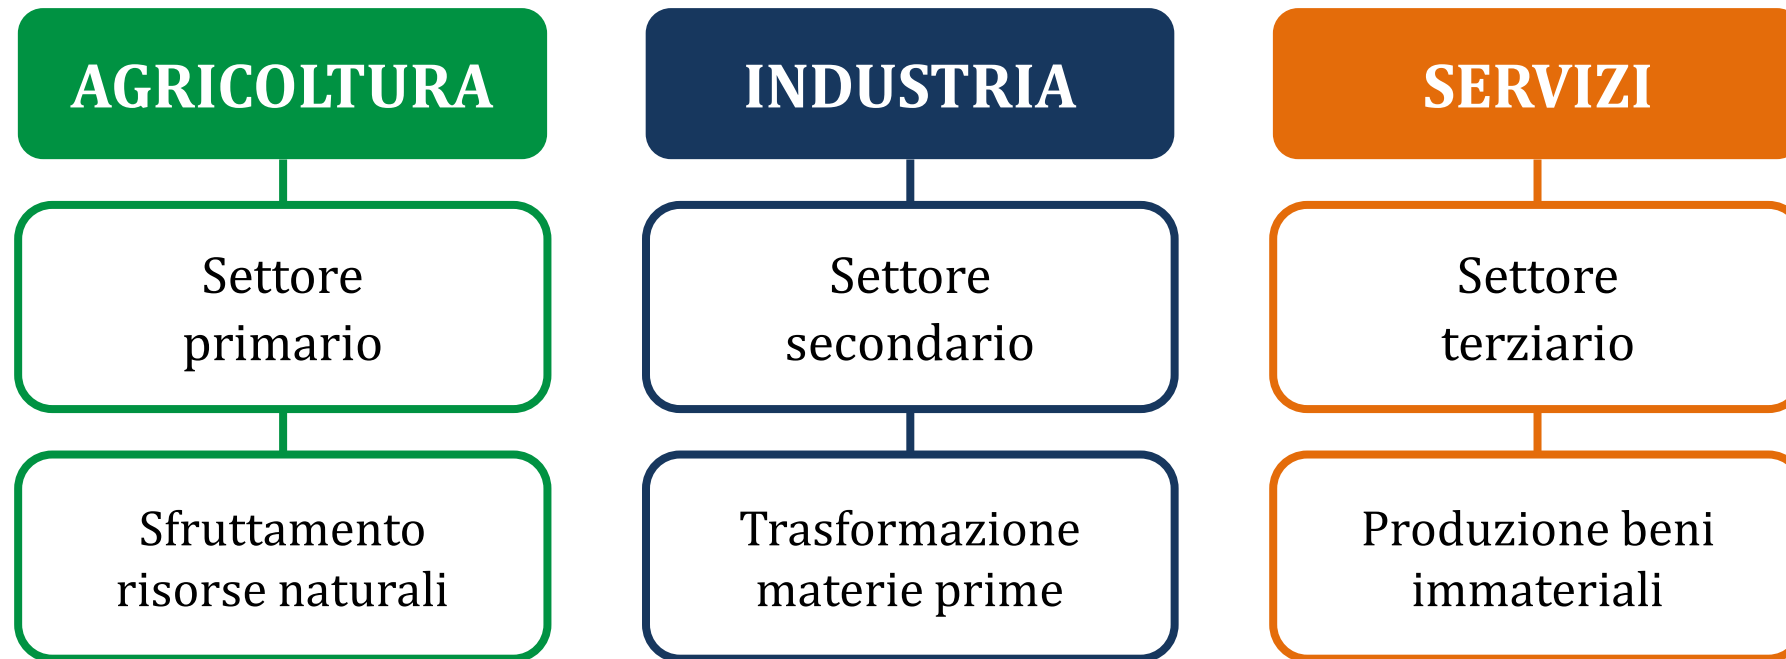 AGRICOLTURA
Settore
primario
Sfruttamento
risorse naturali
INDUSTRIA
Settore
secondario
Trasformazione
materie prime
SERVIZI
Settore
terziario
Produzione beni
immateriali